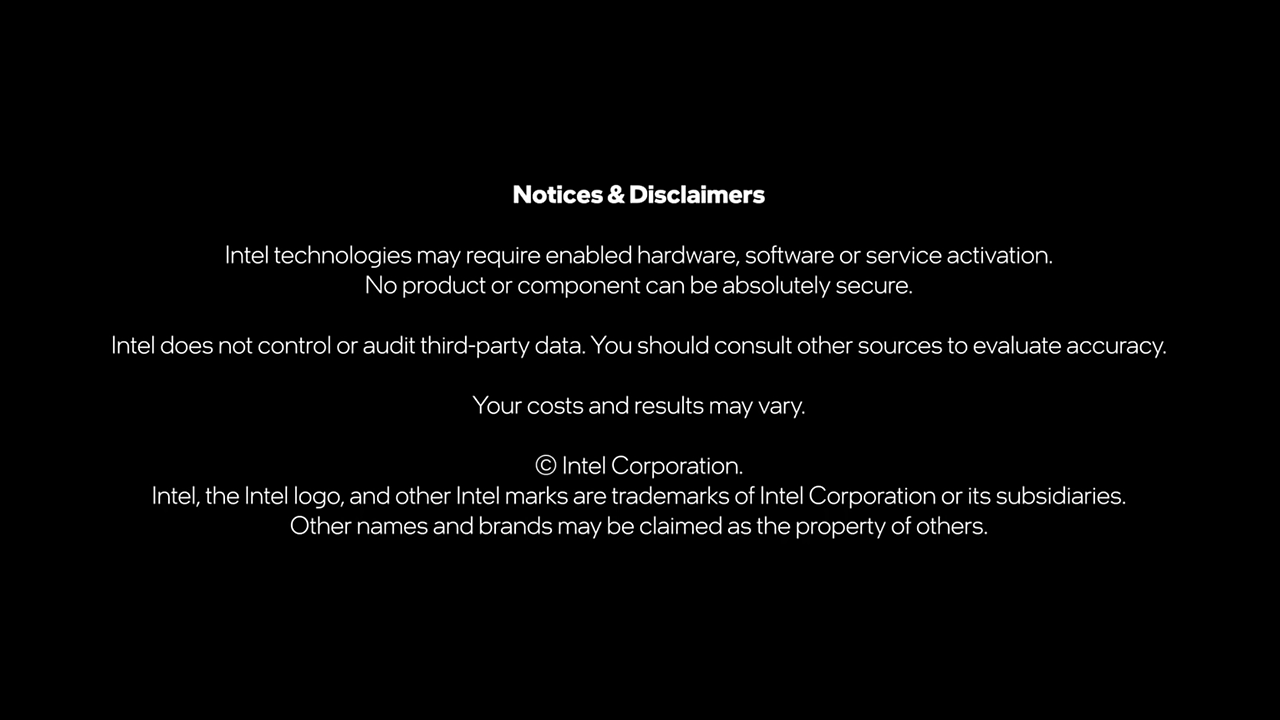 Notices & Disclaimers
Intel technologies may require enabled hardware, software or service activation.
No product or component can be absolutely secure.
Intel does not control or audit third-party data. You should consult other sources to evaluate accuracy.
Your costs and results may vary.
© Intel Corporation.
Intel, the Intel logo, and other Intel marks are trademarks of Intel Corporation or its subsidiaries.
Other names and brands may be claimed as the property of others.